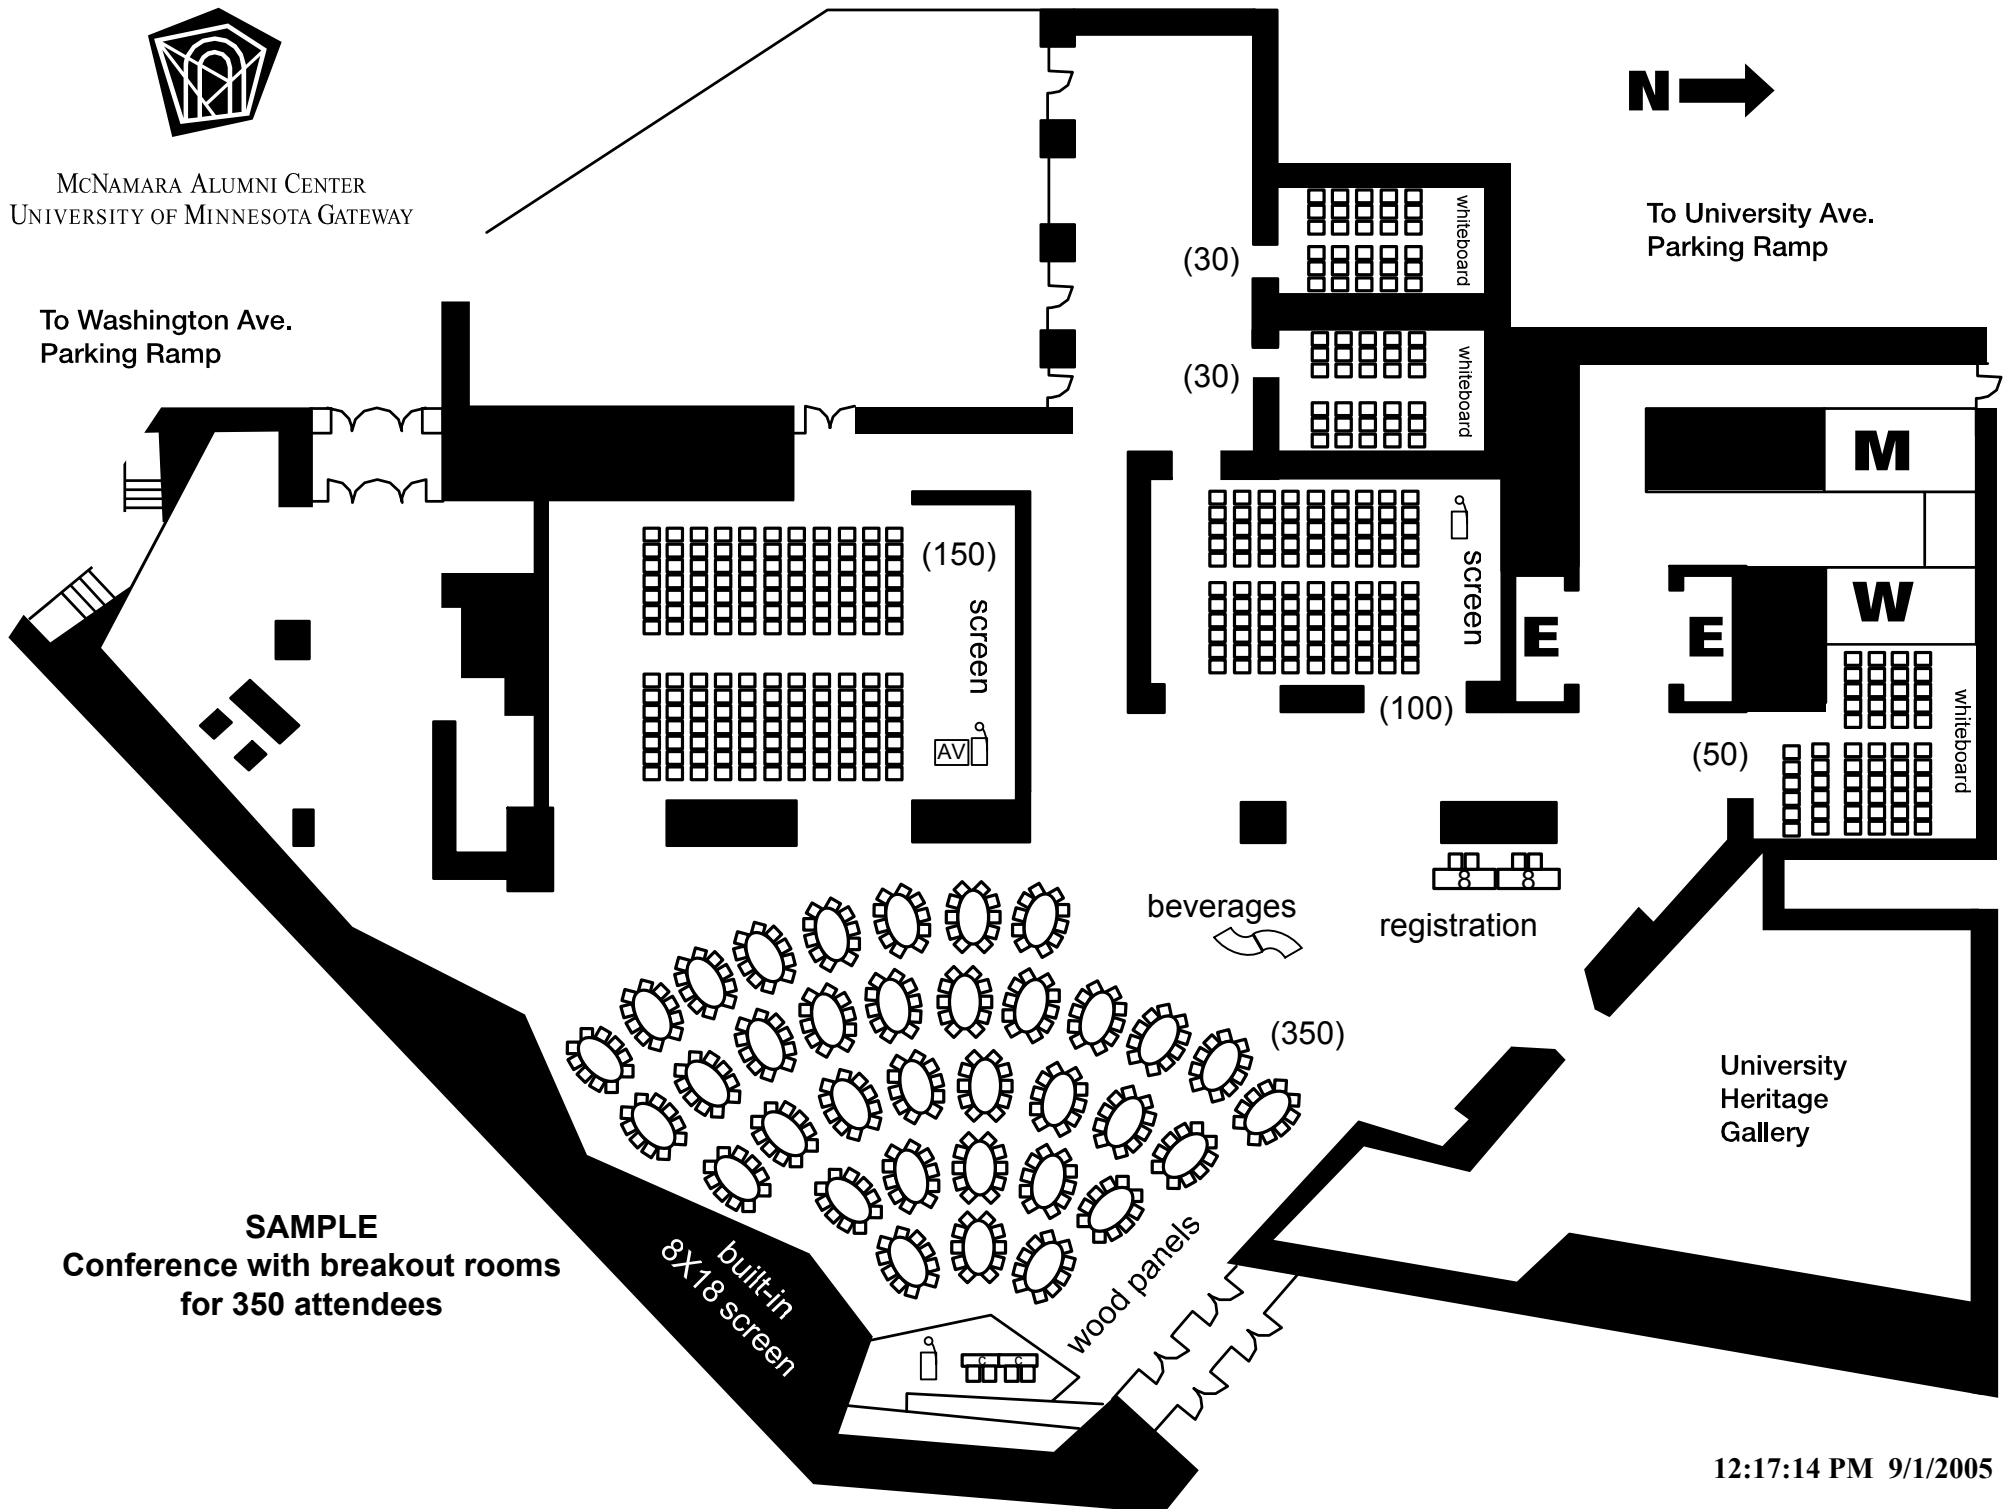 N
McNAMARA ALUMNI CENTER
UNIVERSITY OF MINNESOTA GATEWAY
To University Ave.
Parking Ramp
whiteboard
(30)
To Washington Ave.
Parking Ramp
whiteboard
(30)
M
(150)
screen
screen
W
E
E
(100)
whiteboard
(50)
AV
beverages
registration
(350)
University
Heritage
Gallery
SAMPLE
Conference with breakout rooms
for 350 attendees
built-in
8X18 screen
wood panels
C C
12:17:14 PM 9/1/2005